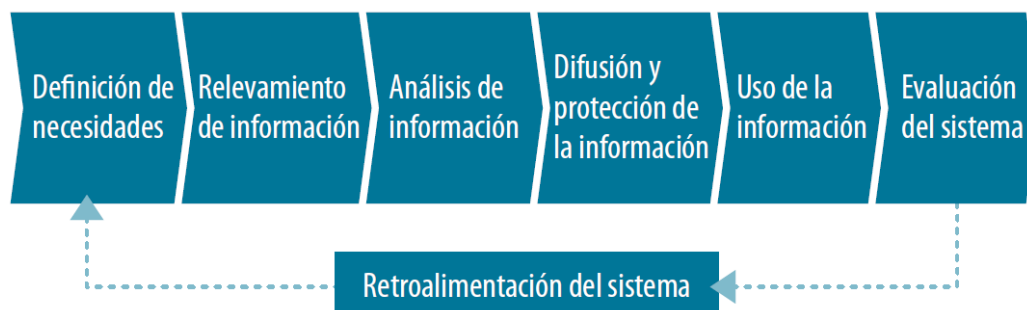 Definición de
necesidades
Relevamiento
de información
Análisis de
información
Difusión y
protección de
la información
Uso de la
información
Evaluación
del sistema
Retroalimentación del sistema